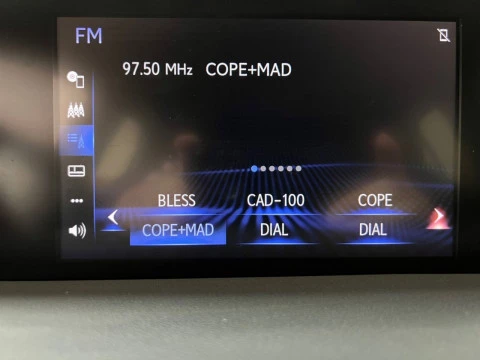 FM
97.50 MHz COPE+MAD
BLESS CAD-100 COPE
COPE+MAD DIAL DIAL